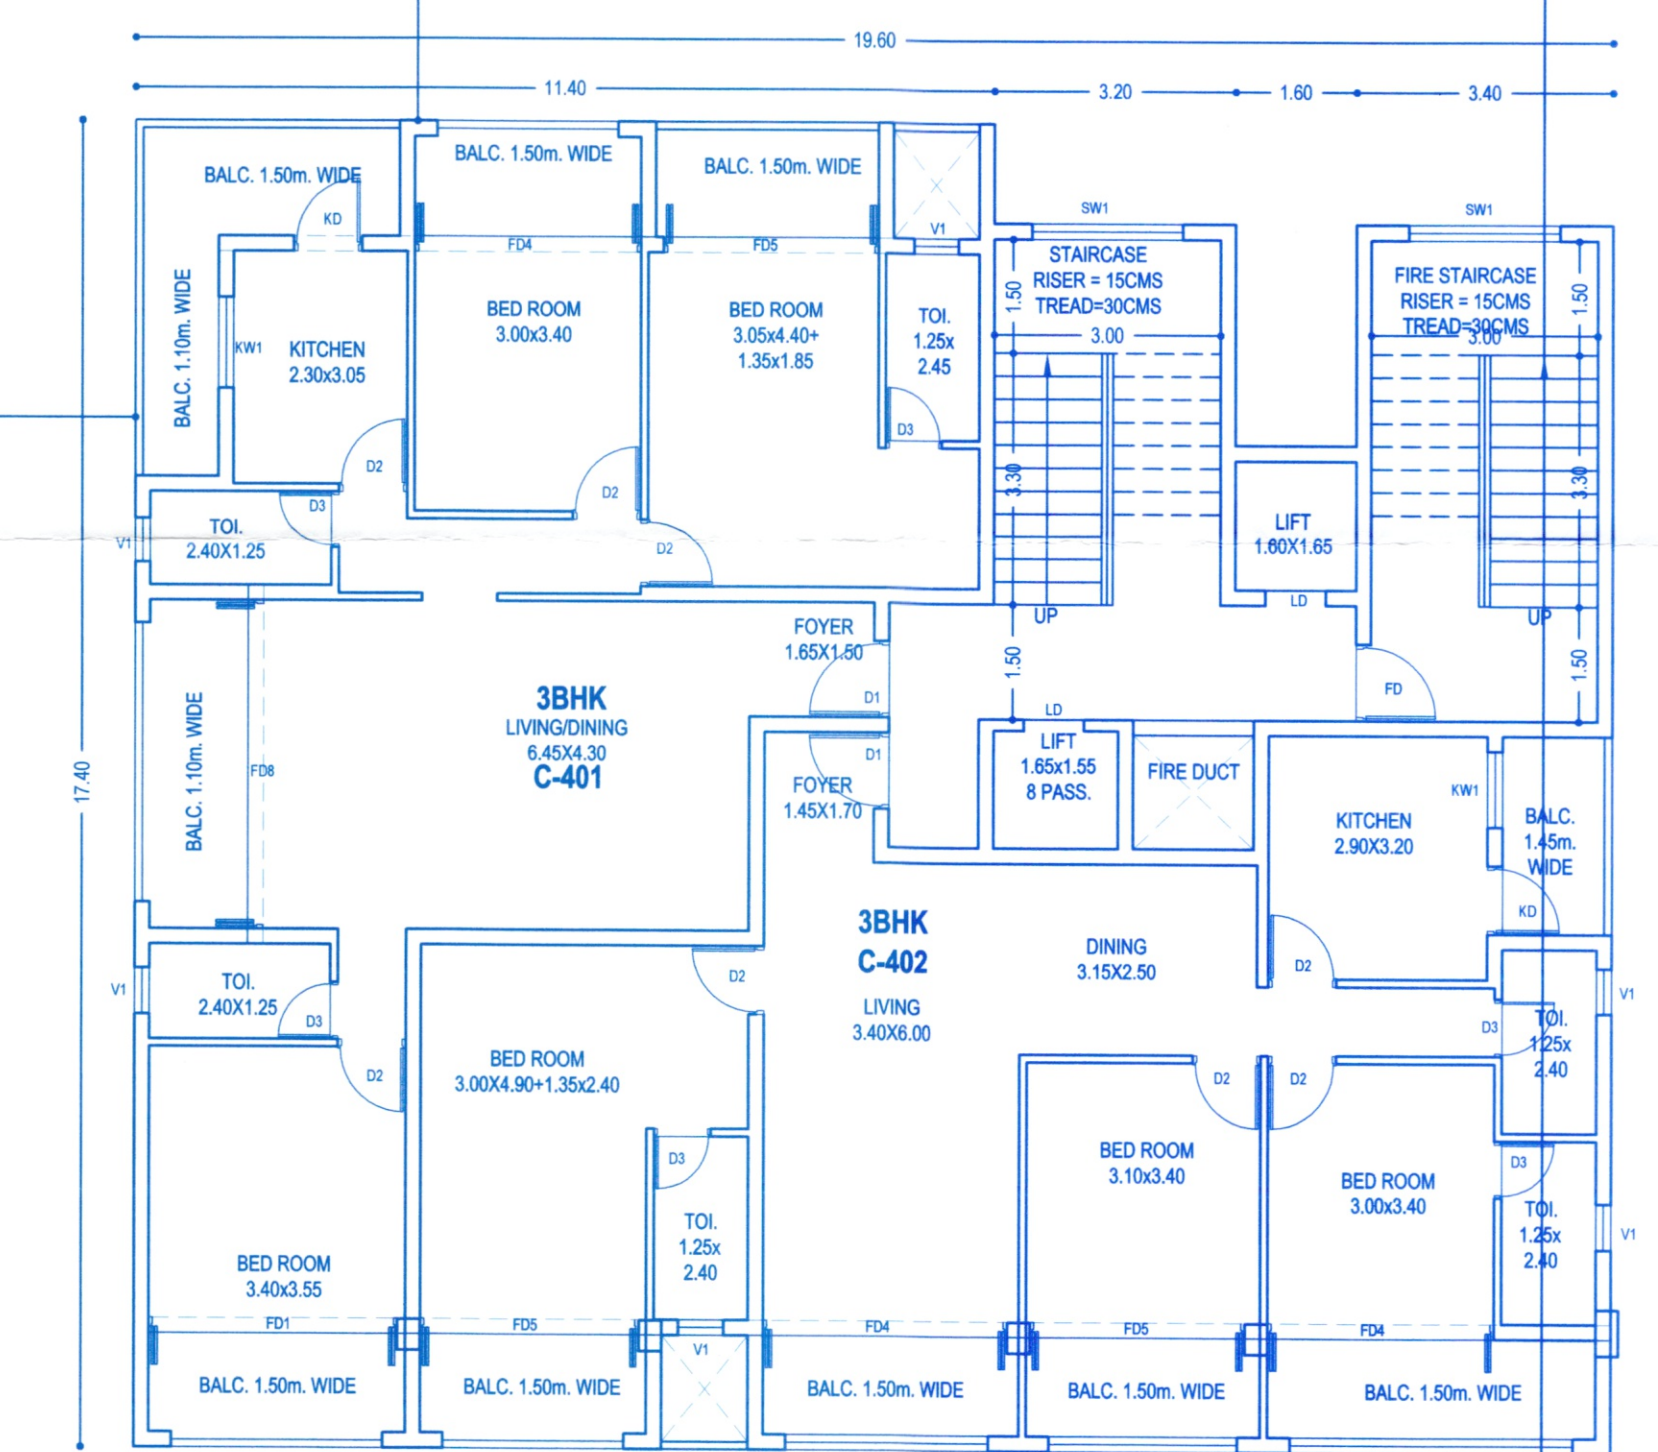 19.60
11.40
3.20
1.60
3.40
17.40
BALC. 1.50m. WIDE
BALC. 1.50m. WIDE
BALC. 1.50m. WIDE
KD
FD4
FD5
V1
SW1
SW1
STAIRCASE
RISER = 15CMS
TREAD=30CMS
1.50
3.00
3.30
UP
1.50
FIRE STAIRCASE
RISER = 15CMS
TREAD=30CMS
3.00
1.50
3.30
UP
1.50
BALC. 1.10m. WIDE
KW1
KITCHEN
2.30x3.05
D2
BED ROOM
3.00x3.40
D2
BED ROOM
3.05x4.40+
1.35x1.85
D2
TOI.
1.25x
2.45
D3
LIFT
1.60X1.65
LD
V1
TOI.
2.40X1.25
D3
FOYER
1.65X1.50
D1
FD
BALC. 1.10m. WIDE
FD8
3BHK
LIVING/DINING
6.45X4.30
C-401
D1
FOYER
1.45X1.70
LD
LIFT
1.65x1.55
8 PASS.
FIRE DUCT
KITCHEN
2.90X3.20
KW1
BALC.
1.45m.
WIDE
KD
D2
3BHK
C-402
LIVING
3.40X6.00
DINING
3.15X2.50
V1
TOI.
2.40X1.25
D3
D2
D2
BED ROOM
3.00X4.90+1.35x2.40
D3
TOI.
1.25x
2.40
V1
D3
TOI.
1.25x
2.40
V1
D2
D2
BED ROOM
3.10x3.40
BED ROOM
3.00x3.40
D3
TOI.
1.25x
2.40
V1
BED ROOM
3.40x3.55
FD1
FD5
FD4
FD5
FD4
BALC. 1.50m. WIDE
BALC. 1.50m. WIDE
BALC. 1.50m. WIDE
BALC. 1.50m. WIDE
BALC. 1.50m. WIDE